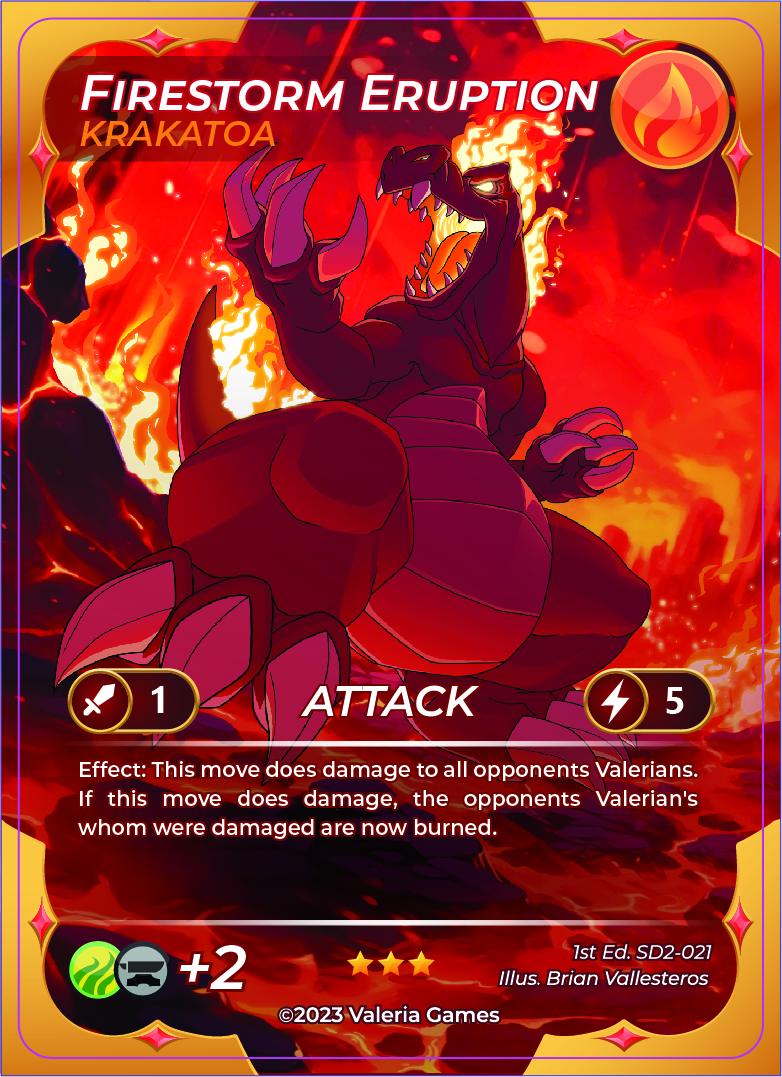 FIRESTORM ERUPTION
KRAKATOA
1
ATTACK
5
Effect: This move does damage to all opponents Valerians.
If this move does damage, the opponents Valerian's
whom were damaged are now burned.
+2
1st Ed. SD2-021
Illus. Brian Vallesteros
©2023 Valeria Games